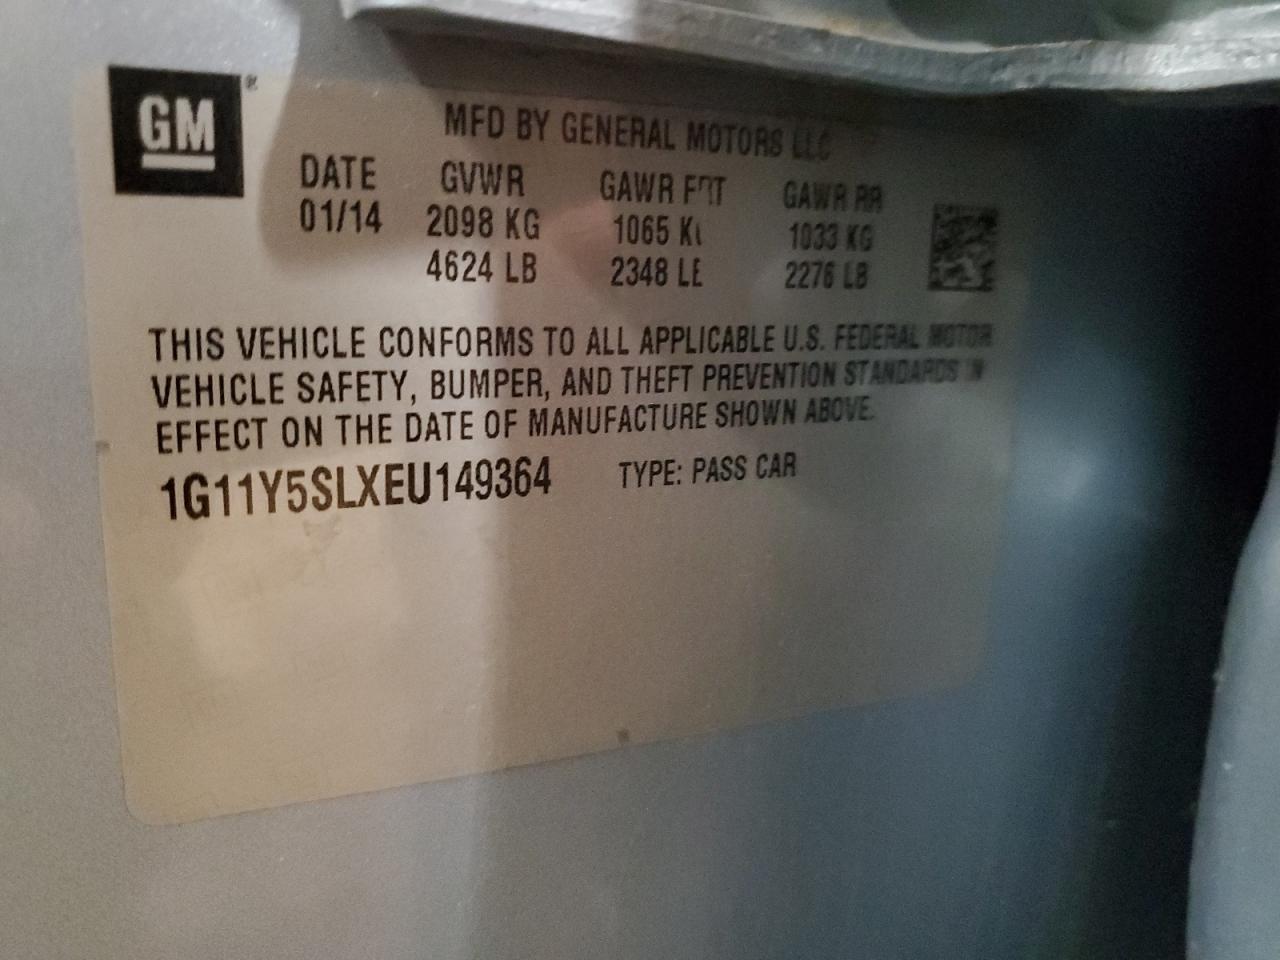 GM ®
MFD BY GENERAL MOTORS LLC
DATE GVWR GAWR FRT GAWR RR
01/14 2098 KG 1065 KG 1033 KG
4624 LB 2348 LB 2276 LB
THIS VEHICLE CONFORMS TO ALL APPLICABLE U.S. FEDERAL MOTOR
VEHICLE SAFETY, BUMPER, AND THEFT PREVENTION STANDARDS IN
EFFECT ON THE DATE OF MANUFACTURE SHOWN ABOVE.
1G11Y5SLXEU149364 TYPE: PASS CAR